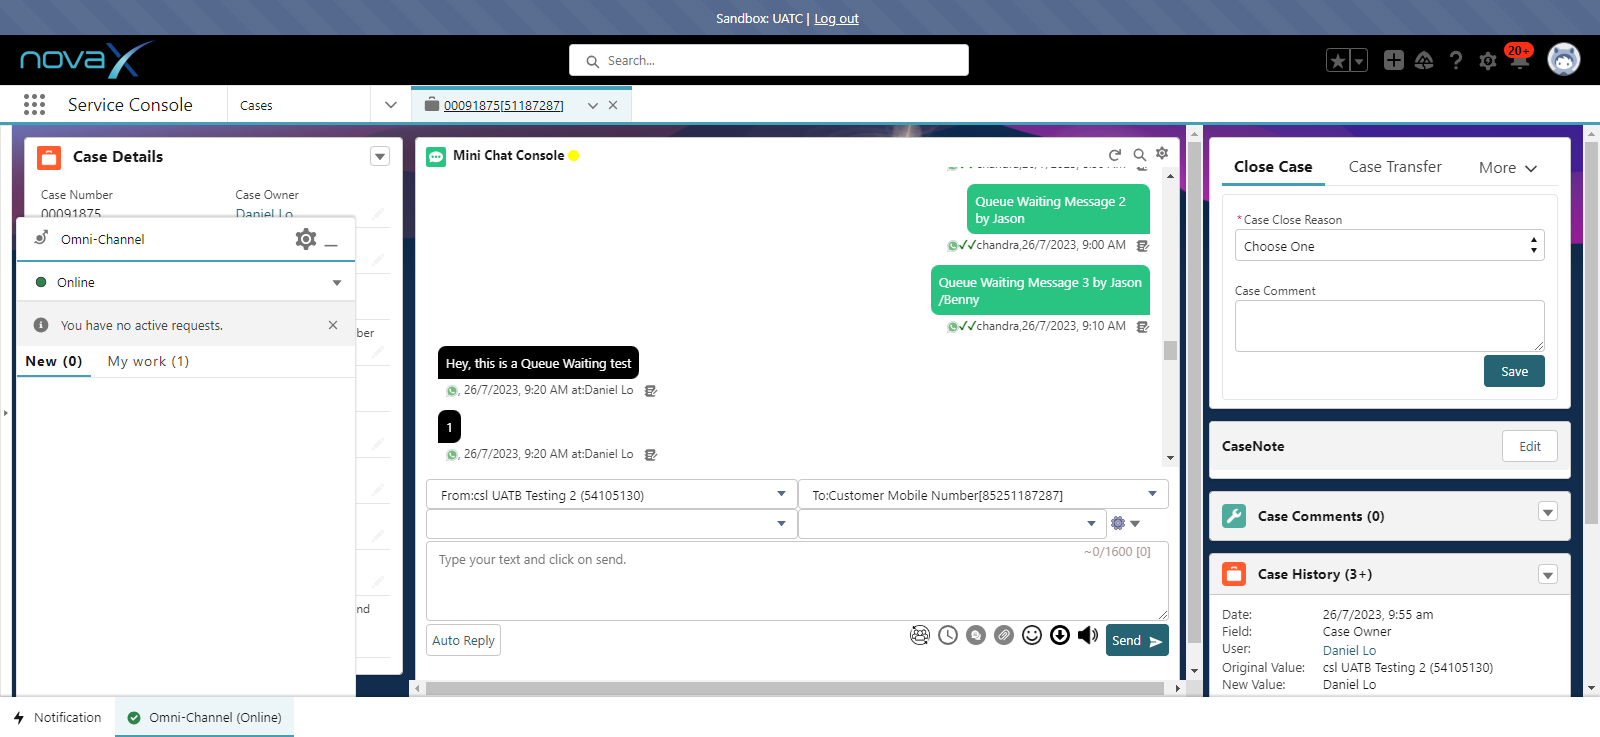 Sandbox: UATC | Log out
novaX
Search...
20+
Service Console
Cases
00091875[51187287]
Case Details
Case Number
Case Owner
00091875
Daniel Lo
Omni-Channel
Online
You have no active requests.
New (0)
My work (1)
ber
nd
Mini Chat Console
Queue Waiting Message 2
by Jason
chandra,26/7/2023, 9:00 AM
Queue Waiting Message 3 by Jason
/Benny
chandra,26/7/2023, 9:10 AM
Hey, this is a Queue Waiting test
, 26/7/2023, 9:20 AM at:Daniel Lo
1
, 26/7/2023, 9:20 AM at:Daniel Lo
From:csl UATB Testing 2 (54105130)
To:Customer Mobile Number[85251187287]
Type your text and click on send.
~0/1600 [0]
Auto Reply
Send
Close Case
Case Transfer
More
*Case Close Reason
Choose One
Case Comment
Save
CaseNote
Edit
Case Comments (0)
Case History (3+)
Date: 26/7/2023, 9:55 am
Field: Case Owner
User: Daniel Lo
Original Value: csl UATB Testing 2 (54105130)
New Value: Daniel Lo
Notification
Omni-Channel (Online)